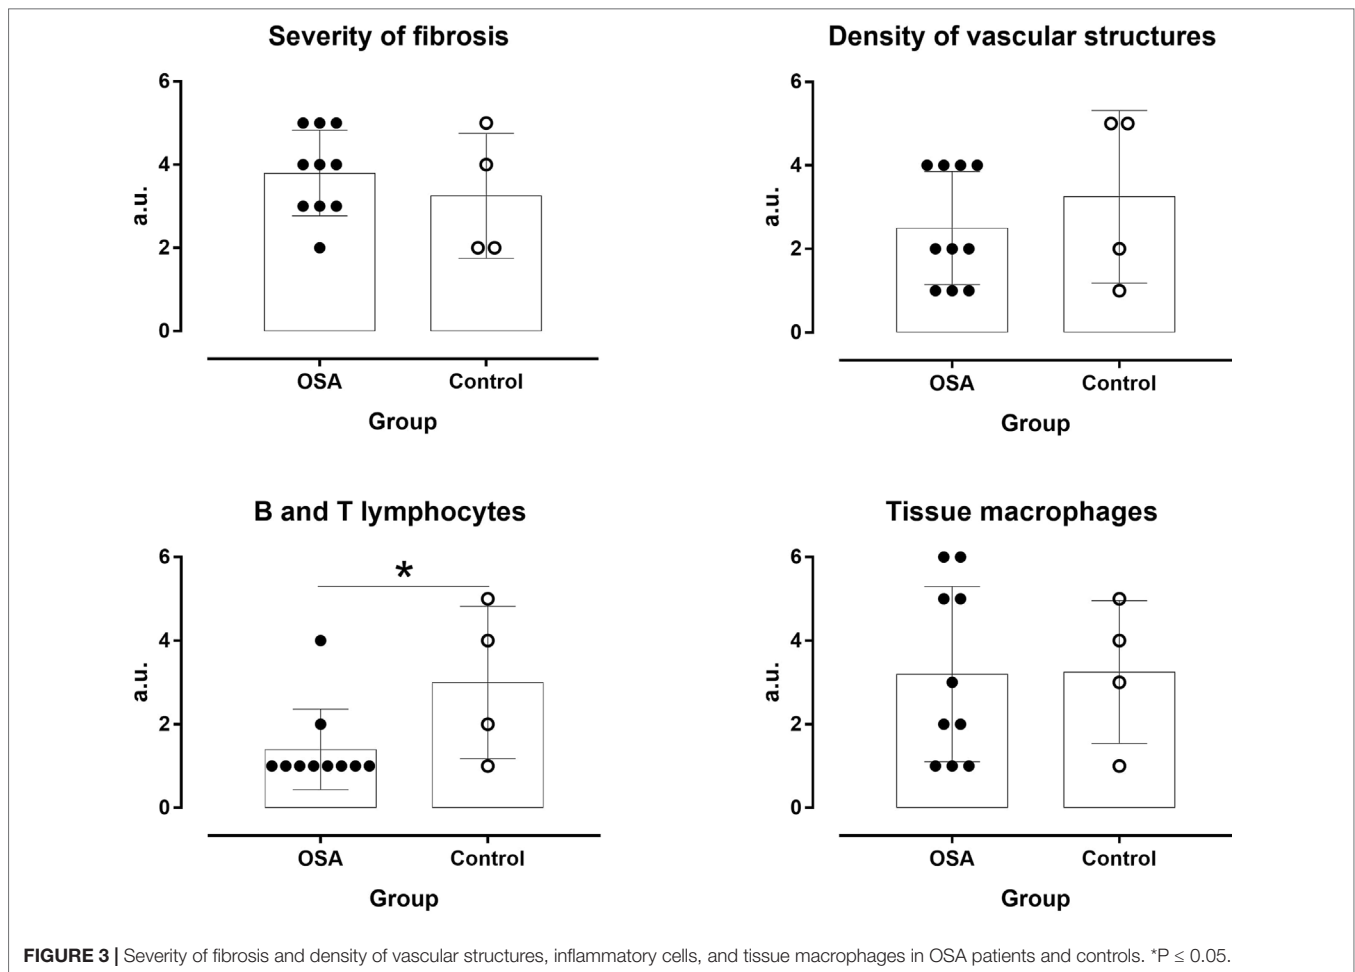 Severity of fibrosis
6
4
2
0
a.u.
OSA Control
Group
Density of vascular structures
6
4
2
0
a.u.
OSA Control
Group
B and T lymphocytes
6
4
2
0
a.u.
*
OSA Control
Group
Tissue macrophages
6
4
2
0
a.u.
OSA Control
Group
FIGURE 3 | Severity of fibrosis and density of vascular structures, inflammatory cells, and tissue macrophages in OSA patients and controls. *P ≤ 0.05.